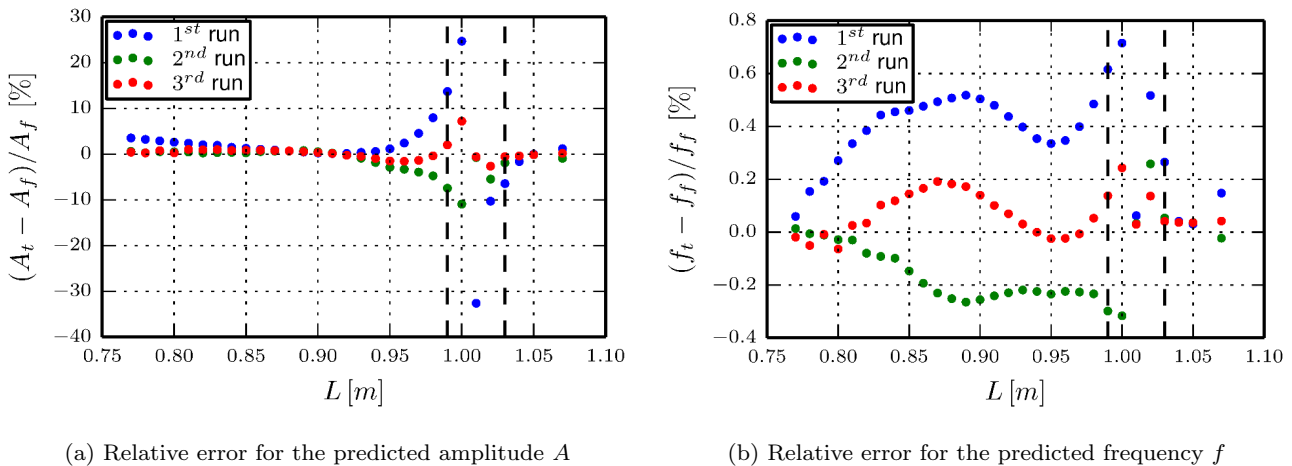 30
20
10
0
−10
−20
−30
−40
0.75 0.80 0.85 0.90 0.95 1.00 1.05 1.10
(A_t − A_f)/A_f [%]
L [m]
1^st run
2^nd run
3^rd run
(a) Relative error for the predicted amplitude A
0.8
0.6
0.4
0.2
0.0
−0.2
−0.4
0.75 0.80 0.85 0.90 0.95 1.00 1.05 1.10
(f_t − f_f)/f_f [%]
L [m]
1^st run
2^nd run
3^rd run
(b) Relative error for the predicted frequency f